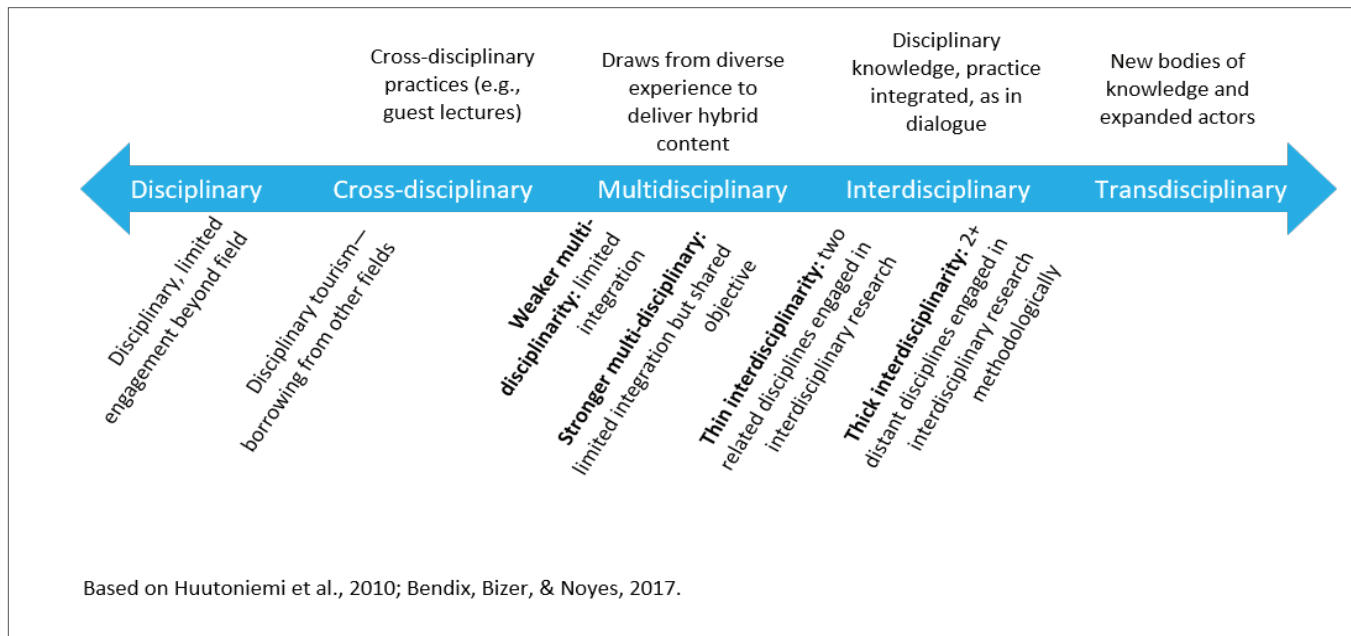 Cross-disciplinary
practices (e.g.,
guest lectures)
Draws from diverse
experience to
deliver hybrid
content
Disciplinary
knowledge, practice
integrated, as in
dialogue
New bodies of
knowledge and
expanded actors
Disciplinary
Cross-disciplinary
Multidisciplinary
Interdisciplinary
Transdisciplinary
Disciplinary, limited
engagement beyond field
Disciplinary tourism—
borrowing from other fields
Weaker multi-
disciplinarity: limited
integration
Stronger multi-disciplinary:
limited integration but shared
objective
Thin interdisciplinarity: two
related disciplines engaged in
interdisciplinary research
Thick interdisciplinarity: 2+
distant disciplines engaged in
interdisciplinary research
methodologically
Based on Huutoniemi et al., 2010; Bendix, Bizer, & Noyes, 2017.